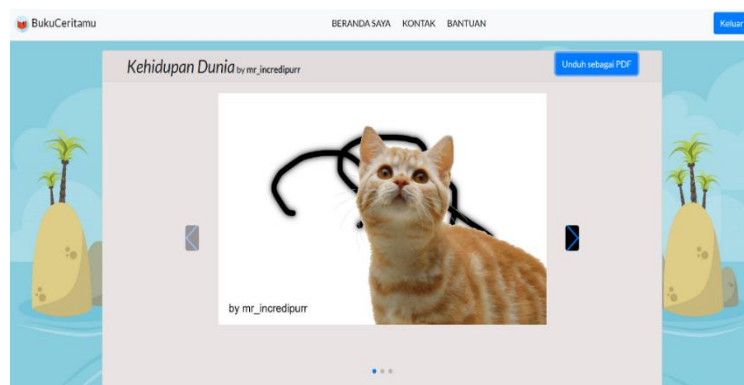 BukuCeritamu
BERANDA SAYA KONTAK BANTUAN
Keluar
Kehidupan Dunia by mr_incredipurr
Unduh sebagai PDF
by mr_incredipurr